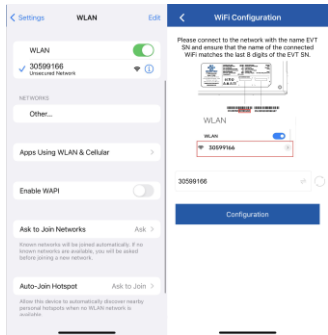 Settings
WLAN
Edit
WLAN
30599166
Unsecured Network
NETWORKS
Other...
Apps Using WLAN & Cellular
Enable WAPI
Ask to Join Networks
Ask
Known networks will be joined automatically. If no
known networks are available, you will be asked
before joining a new network.
Auto-Join Hotspot
Ask to Join
Allow this device to automatically discover nearby
personal hotspots when no WLAN network is
available.
WiFi Configuration
Please connect to the network with the name EVT
SN and ensure that the name of the connected
WiFi matches the last 8 digits of the EVT SN.
WLAN
WLAN
30599166
30599166
Configuration